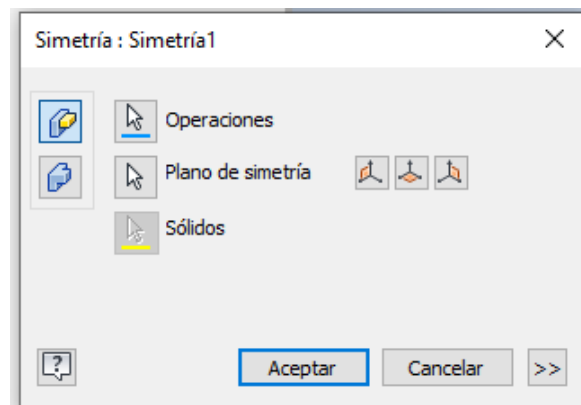 Simetría : Simetría1
Operaciones
Plano de simetría
Sólidos
?
Aceptar
Cancelar
>>